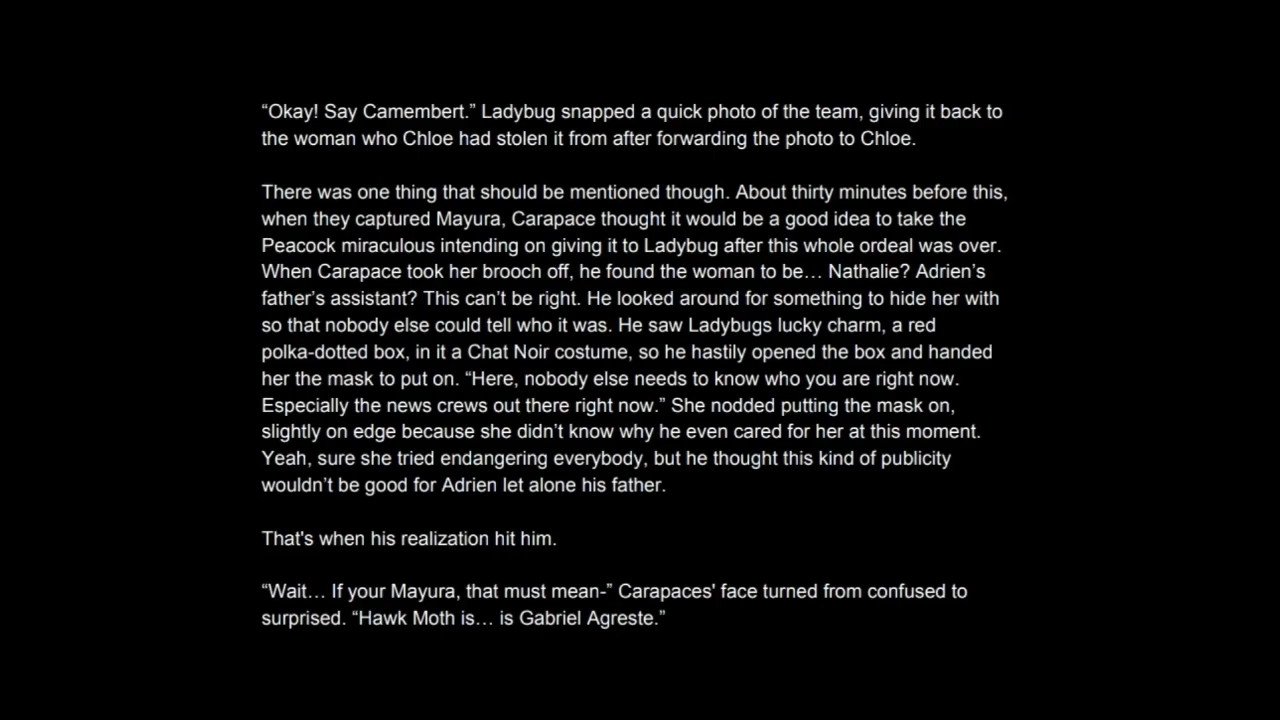 “Okay! Say Camembert.” Ladybug snapped a quick photo of the team, giving it back to
the woman who Chloe had stolen it from after forwarding the photo to Chloe.
There was one thing that should be mentioned though. About thirty minutes before this,
when they captured Mayura, Carapace thought it would be a good idea to take the
Peacock miraculous intending on giving it to Ladybug after this whole ordeal was over.
When Carapace took her brooch off, he found the woman to be… Nathalie? Adrien’s
father’s assistant? This can’t be right. He looked around for something to hide her with
so that nobody else could tell who it was. He saw Ladybugs lucky charm, a red
polka-dotted box, in it a Chat Noir costume, so he hastily opened the box and handed
her the mask to put on. “Here, nobody else needs to know who you are right now.
Especially the news crews out there right now.” She nodded putting the mask on,
slightly on edge because she didn’t know why he even cared for her at this moment.
Yeah, sure she tried endangering everybody, but he thought this kind of publicity
wouldn’t be good for Adrien let alone his father.
That's when his realization hit him.
“Wait… If your Mayura, that must mean-” Carapaces' face turned from confused to
surprised. “Hawk Moth is… is Gabriel Agreste.”